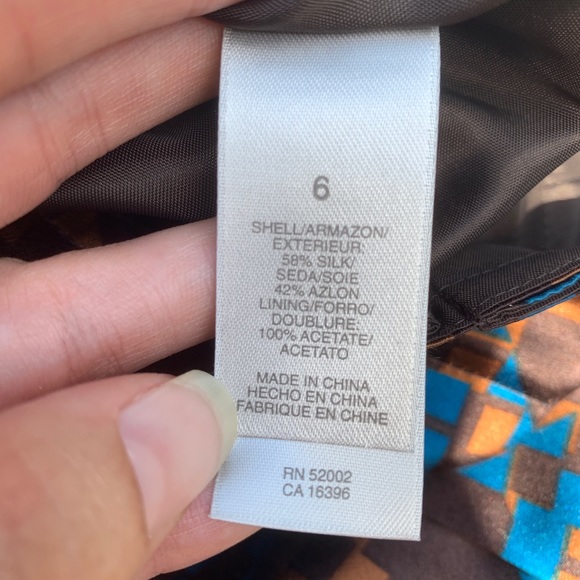 6
SHELL/ARMAZON/
EXTERIEUR:
58% SILK/
SEDA/SOIE
42% AZLON
LINING/FORRO/
DOUBLURE:
100% ACETATE/
ACETATO
MADE IN CHINA
HECHO EN CHINA
FABRIQUE EN CHINE
RN 52002
CA 16396